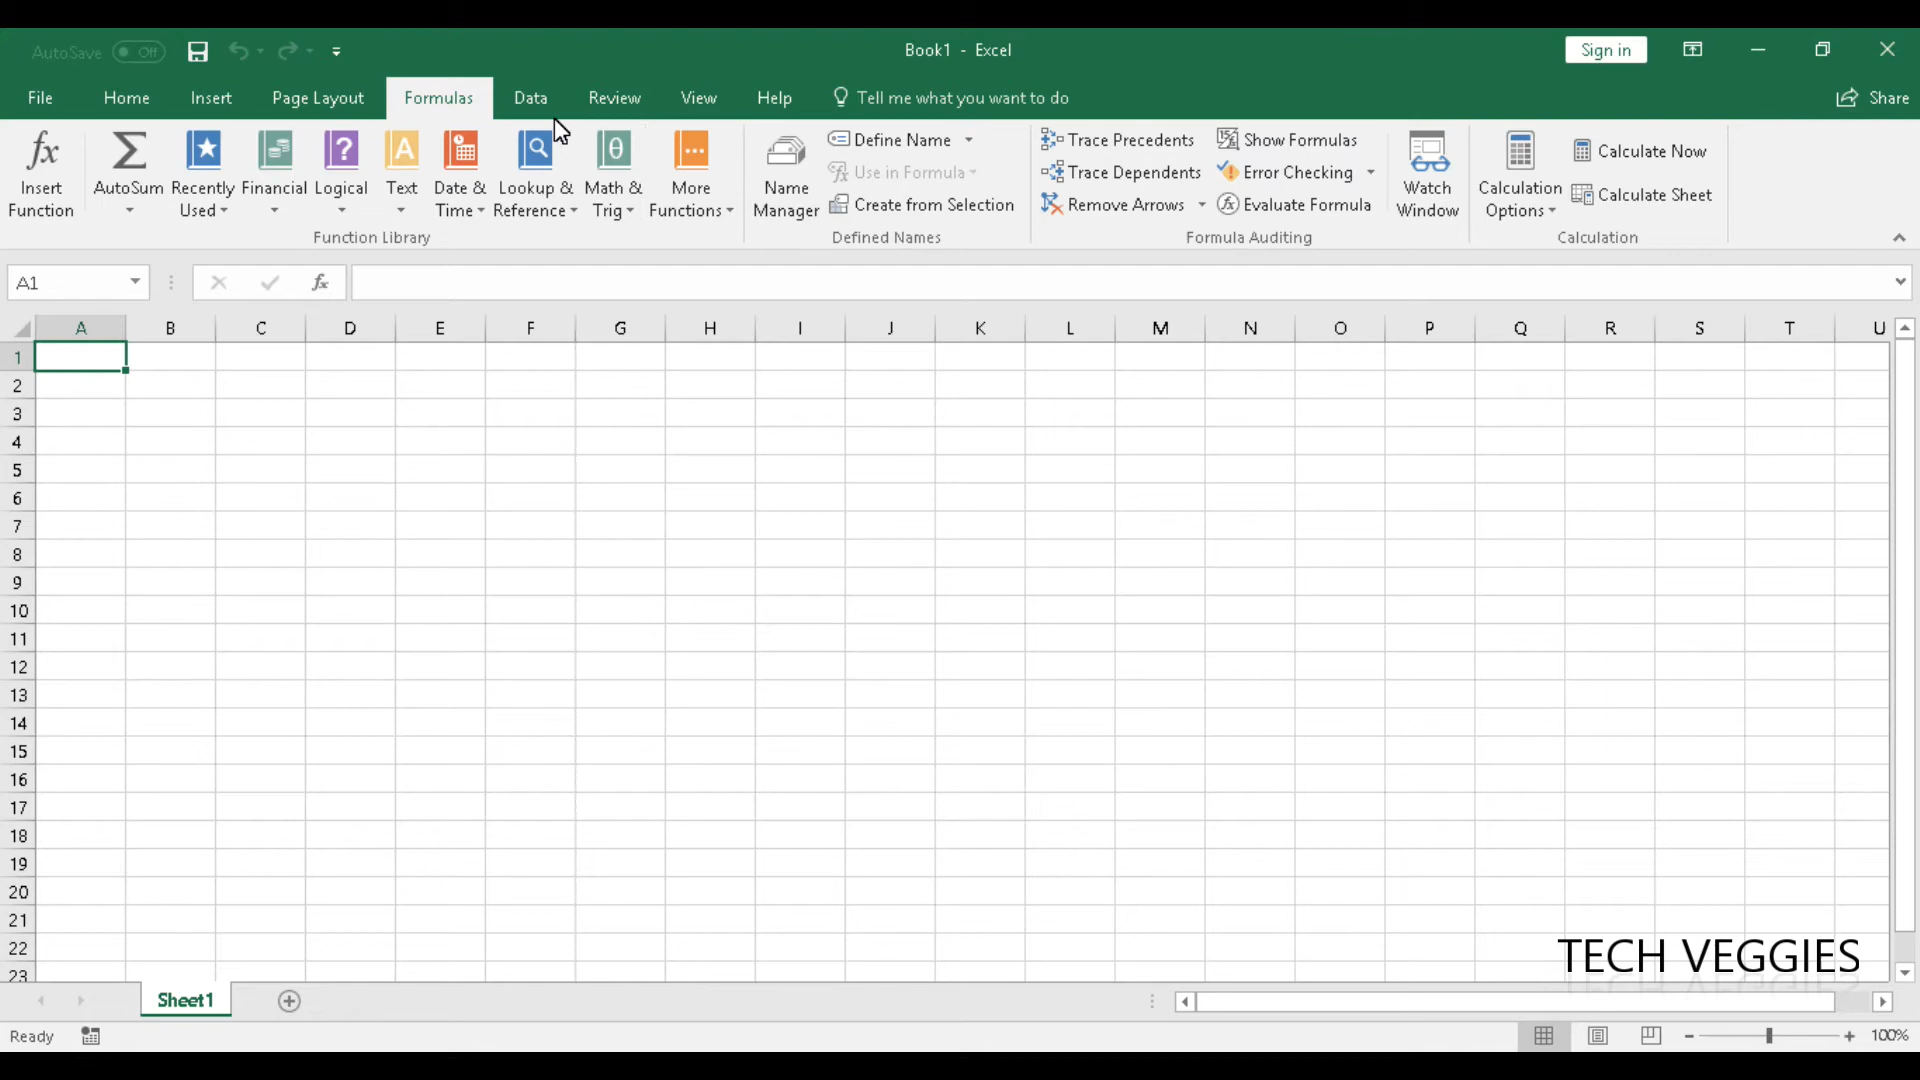 AutoSave Off
Book1 - Excel
Sign in
File Home Insert Page Layout Formulas Data Review View Help Tell me what you want to do Share
fx Σ A ? θ
Insert Function
AutoSum
Recently Used
Financial
Logical
Text
Date & Time
Lookup & Reference
Math & Trig
More Functions
Function Library
Name Manager
Define Name
Use in Formula
Create from Selection
Defined Names
Trace Precedents
Trace Dependents
Remove Arrows
Show Formulas
Error Checking
Evaluate Formula
Formula Auditing
Watch Window
Calculation Options
Calculate Now
Calculate Sheet
Calculation
A1 fx
A B C D E F G H I J K L M N O P Q R S T U
1
2
3
4
5
6
7
8
9
10
11
12
13
14
15
16
17
18
19
20
21
22
23
TECH VEGGIES
Sheet1
Ready
100%